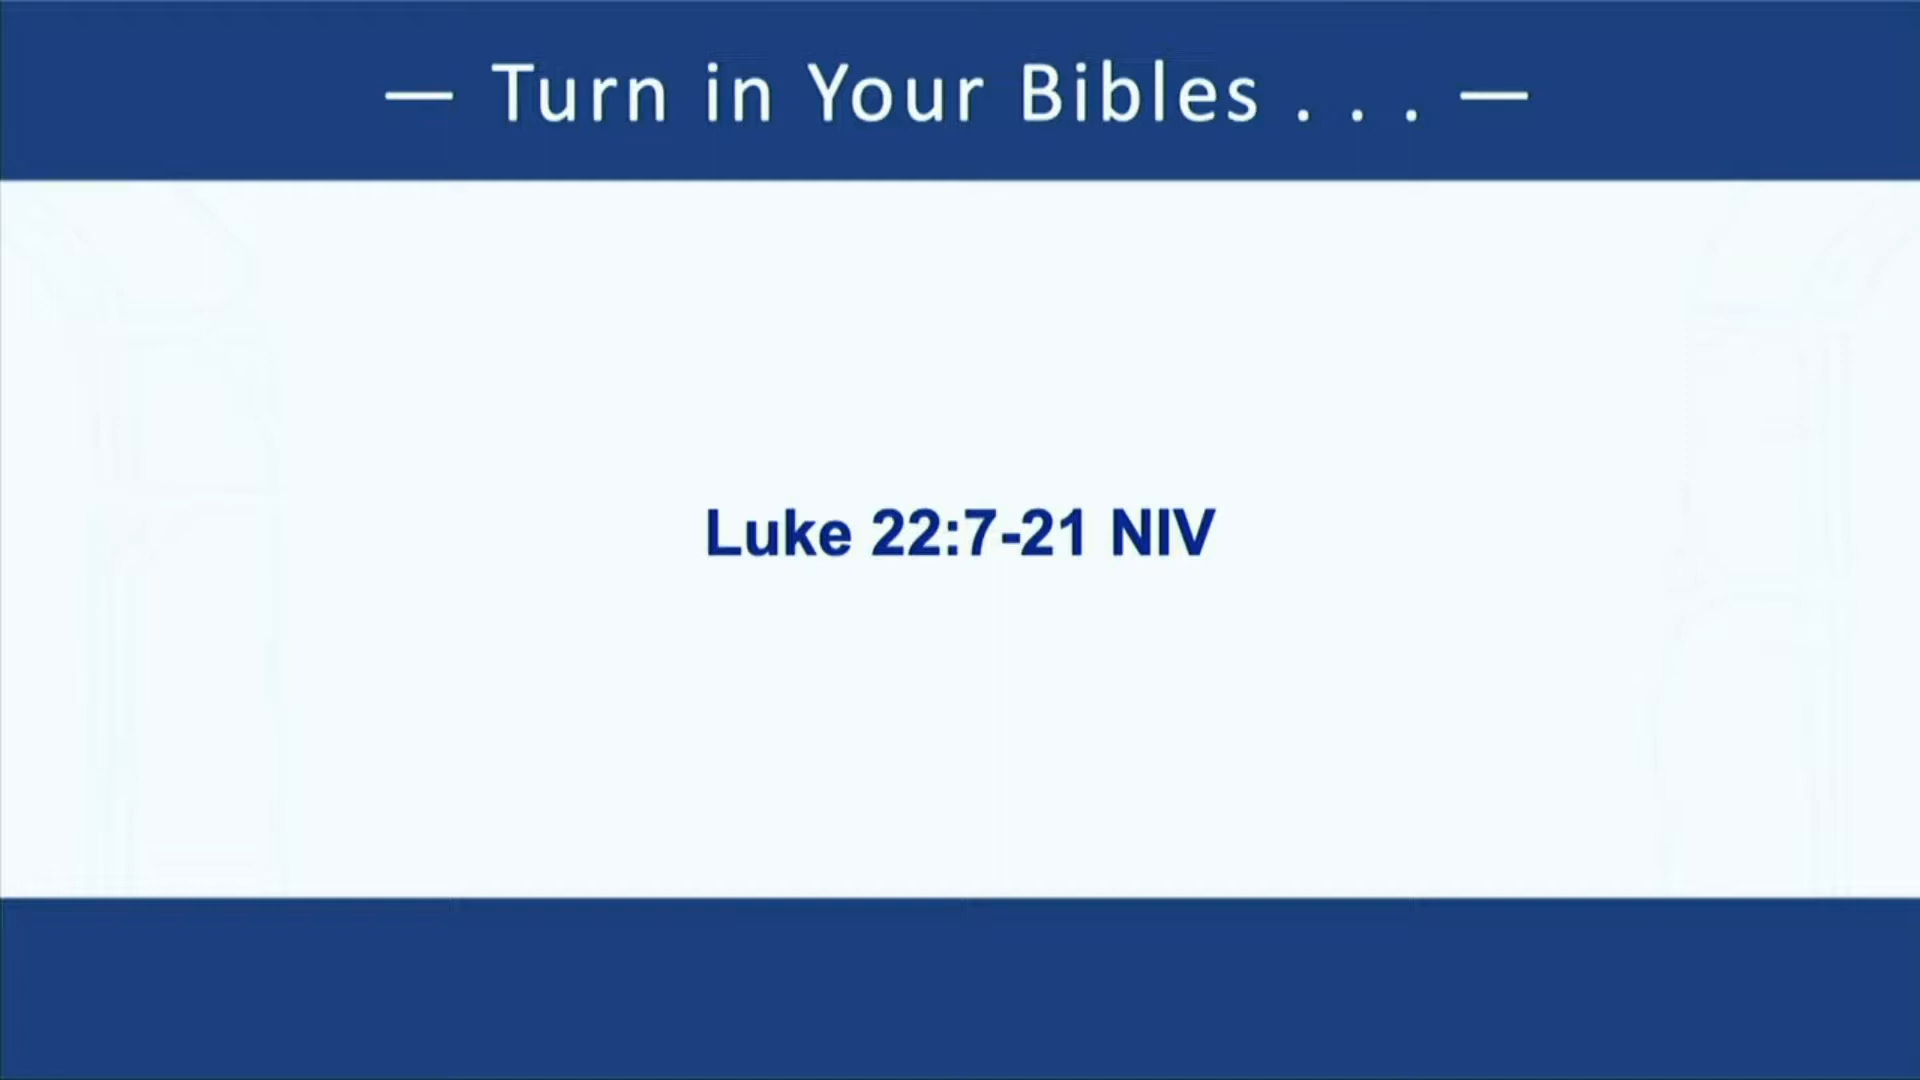 — Turn in Your Bibles . . . —
Luke 22:7-21 NIV